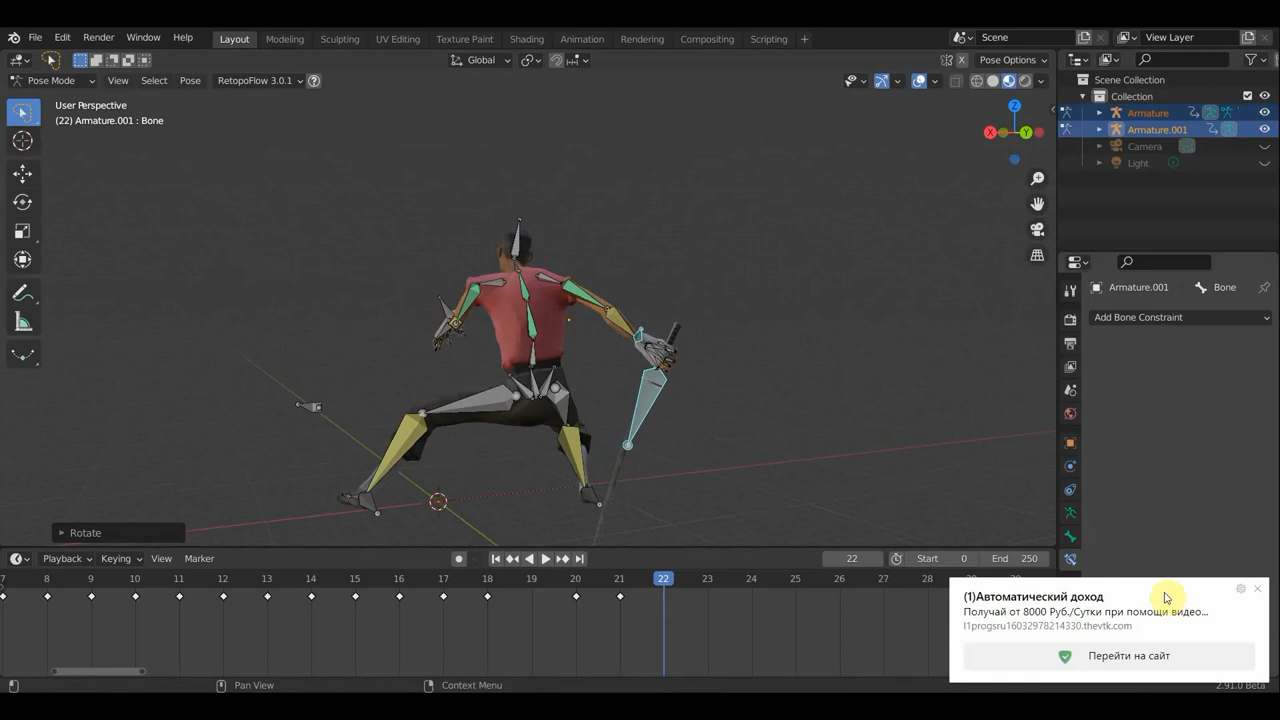 File Edit Render Window Help Layout Modeling Sculpting UV Editing Texture Paint Shading Animation Rendering Compositing Scripting + Scene View Layer
Global X Pose Options
Pose Mode View Select Pose RetopoFlow 3.0.1
User Perspective
(22) Armature.001 : Bone
Z
X Y
Scene Collection
Collection
Armature
Armature.001
Camera
Light
Armature.001 Bone
Add Bone Constraint
Rotate
Playback Keying View Marker 22 Start 0 End 250
7 8 9 10 11 12 13 14 15 16 17 18 19 20 21 22 23 24 25 26 27 28
(1)Автоматический доход
Получай от 8000 Руб./Сутки при помощи видео...
l1progsru16032978214330.thevtk.com
Перейти на сайт
Pan View Context Menu 2.91.0 Beta